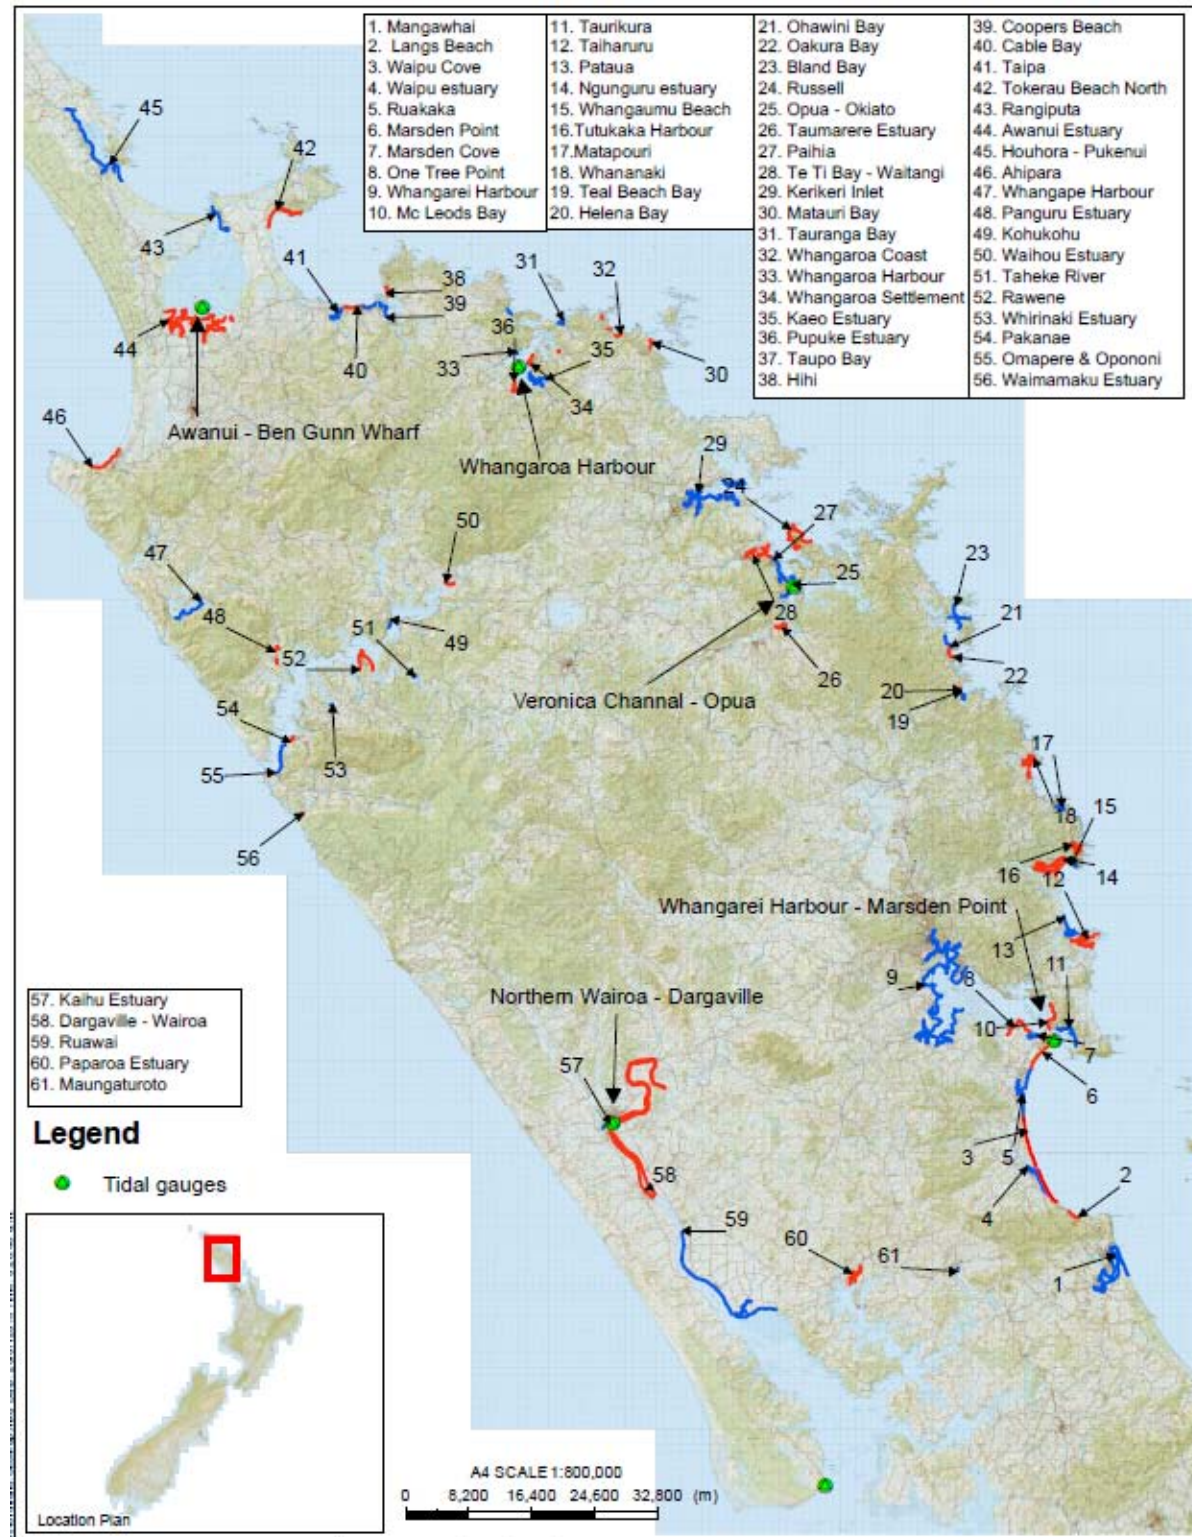 1. Mangawhai
2. Langs Beach
3. Waipu Cove
4. Waipu estuary
5. Ruakaka
6. Marsden Point
7. Marsden Cove
8. One Tree Point
9. Whangarei Harbour
10. Mc Leods Bay
11. Taurikura
12. Taiharuru
13. Pataua
14. Ngunguru estuary
15. Whangaumu Beach
16.Tutukaka Harbour
17.Matapouri
18. Whananaki
19. Teal Beach Bay
20. Helena Bay
21. Ohawini Bay
22. Oakura Bay
23. Bland Bay
24. Russell
25. Opua - Okiato
26. Taumarere Estuary
27. Paihia
28. Te Ti Bay - Waitangi
29. Kerikeri Inlet
30. Matauri Bay
31. Tauranga Bay
32. Whangaroa Coast
33. Whangaroa Harbour
34. Whangaroa Settlement
35. Kaeo Estuary
36. Pupuke Estuary
37. Taupo Bay
38. Hihi
39. Coopers Beach
40. Cable Bay
41. Taipa
42. Tokerau Beach North
43. Rangiputa
44. Awanui Estuary
45. Houhora - Pukenui
46. Ahipara
47. Whangape Harbour
48. Panguru Estuary
49. Kohukohu
50. Waihou Estuary
51. Taheke River
52. Rawene
53. Whirinaki Estuary
54. Pakanae
55. Omapere & Opononi
56. Waimamaku Estuary
45
42
43
41
38
31
32
39
36
35
44
40
33
30
34
46
Awanui - Ben Gunn Wharf
Whangaroa Harbour
29
24
27
50
47
23
25
48
51
28
21
49
52
26
22
20
Veronica Channal - Opua
19
54
17
55
53
18
15
56
16
14
12
Whangarei Harbour - Marsden Point
13
11
9
8
Northern Wairoa - Dargaville
10
7
57
6
3
5
58
2
4
59
60
61
1
57. Kaihu Estuary
58. Dargaville - Wairoa
59. Ruawai
60. Paparoa Estuary
61. Maungaturoto
Legend
Tidal gauges
Location Plan
A4 SCALE 1:800,000
0 8,200 16,400 24,600 32,800 (m)